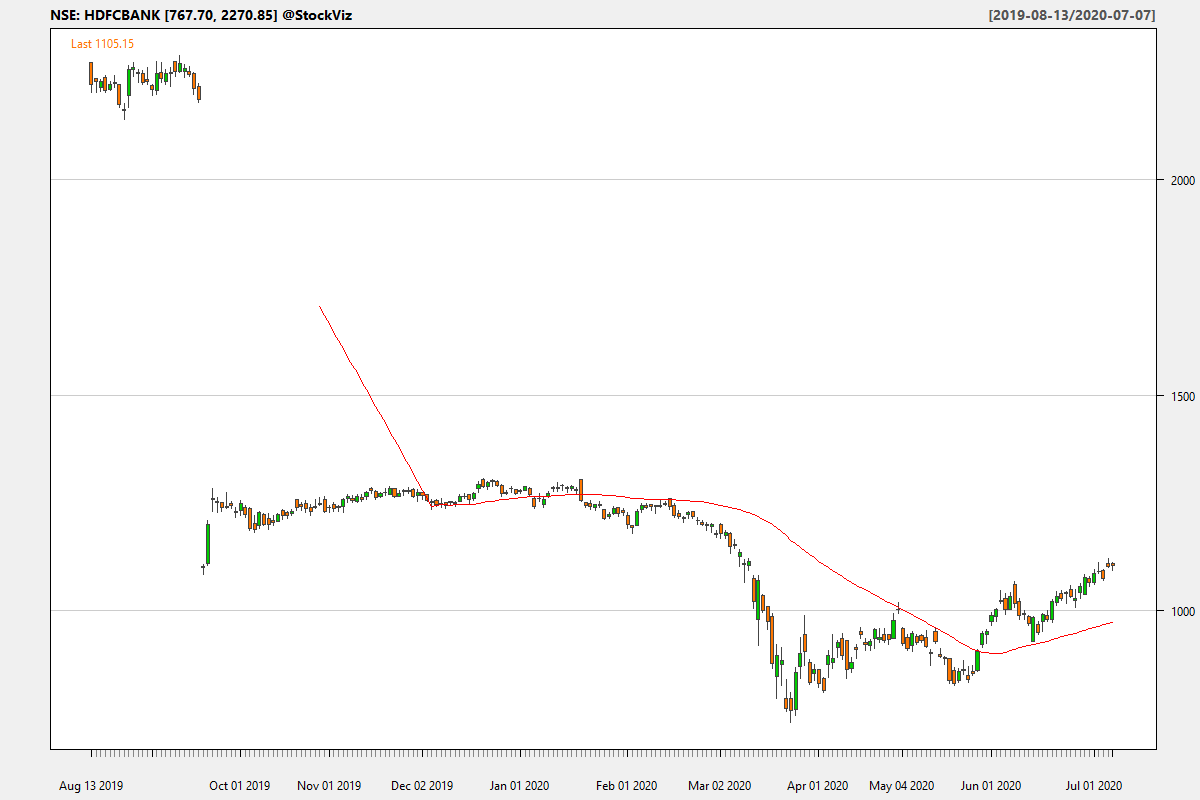 NSE: HDFCBANK [767.70, 2270.85] @StockViz [2019-08-13/2020-07-07]
Last 1105.15
2000
1500
1000
Aug 13 2019 Oct 01 2019 Nov 01 2019 Dec 02 2019 Jan 01 2020 Feb 01 2020 Mar 02 2020 Apr 01 2020 May 04 2020 Jun 01 2020 Jul 01 2020